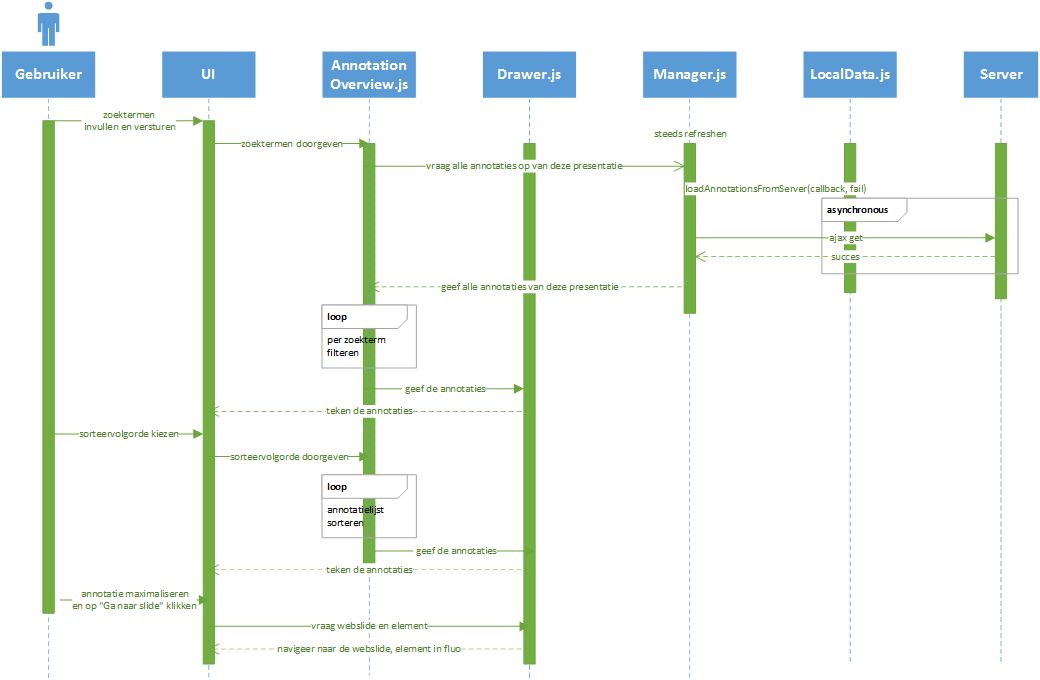 Gebruiker
UI
Annotation
Overview.js
Drawer.js
Manager.js
LocalData.js
Server
zoektermen
invullen en versturen
steeds refreshen
zoektermen doorgeven
vraag alle annotaties op van deze presentatie
loadAnnotationsFromServer(callback, fail)
asynchronous
ajax get
succes
geef alle annotaties van deze presentatie
loop
per zoekterm
filteren
geef de annotaties
teken de annotaties
sorteervolgorde kiezen
sorteervolgorde doorgeven
loop
annotatielijst
sorteren
geef de annotaties
teken de annotaties
annotatie maximaliseren
en op "Ga naar slide" klikken
vraag webslide en element
navigeer naar de webslide, element in fluo